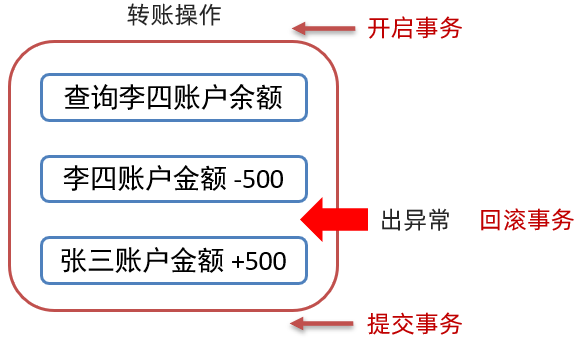 转账操作
开启事务
查询李四账户余额
李四账户金额 -500
出异常 回滚事务
张三账户金额 +500
提交事务